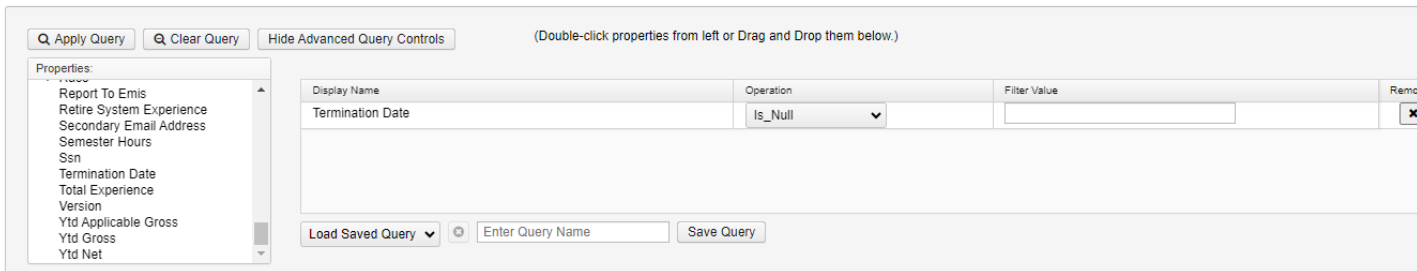 Apply Query Clear Query Hide Advanced Query Controls (Double-click properties from left or Drag and Drop them below.)
Properties:
Report To Emis
Retire System Experience
Secondary Email Address
Semester Hours
Ssn
Termination Date
Total Experience
Version
Ytd Applicable Gross
Ytd Gross
Ytd Net
Display Name Operation Filter Value Remo
Termination Date Is_Null
Load Saved Query Enter Query Name Save Query